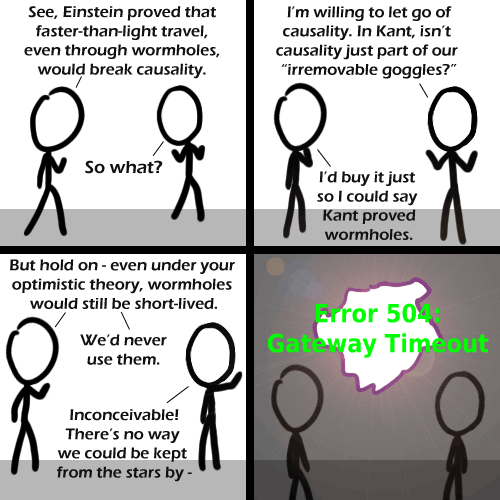 See, Einstein proved that
faster-than-light travel,
even through wormholes,
would break causality.
So what?
I'm willing to let go of
causality. In Kant, isn't
causality just part of our
“irremovable goggles?”
I'd buy it just
so I could say
Kant proved
wormholes.
But hold on - even under your
optimistic theory, wormholes
would still be short-lived.
We'd never
use them.
Inconceivable!
There's no way
we could be kept
from the stars by -
Error 504:
Gateway Timeout